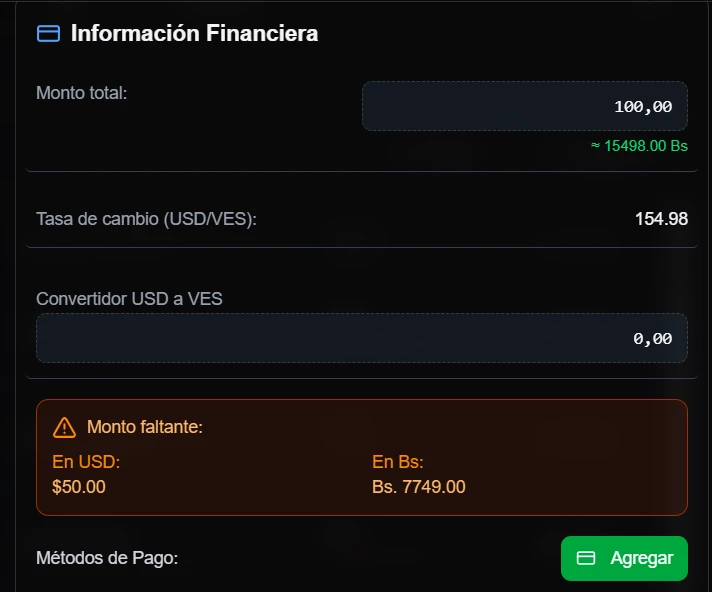 Información Financiera
Monto total:
100,00
≈ 15498.00 Bs
Tasa de cambio (USD/VES):
154.98
Convertidor USD a VES
0,00
Monto faltante:
En USD:
En Bs:
$50.00
Bs. 7749.00
Métodos de Pago:
Agregar